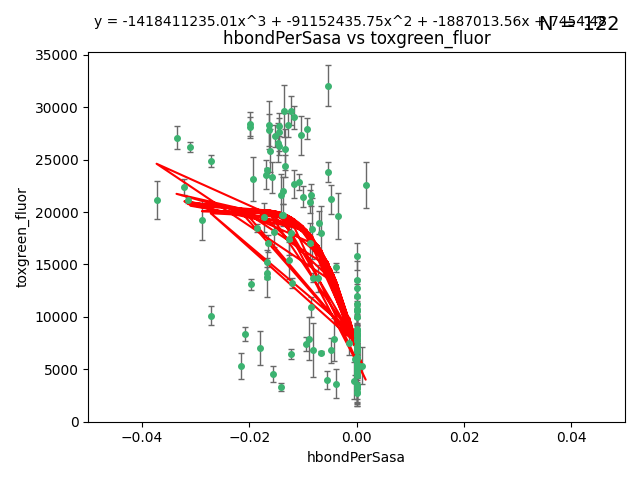 y = -1418411235.01x^3 + -91152435.75x^2 + -1887013.56x +
N = 122
hbondPerSasa vs toxgreen_fluor
35000
30000
25000
20000
15000
10000
5000
0
toxgreen_fluor
−0.04
−0.02
0.00
0.02
0.04
hbondPerSasa